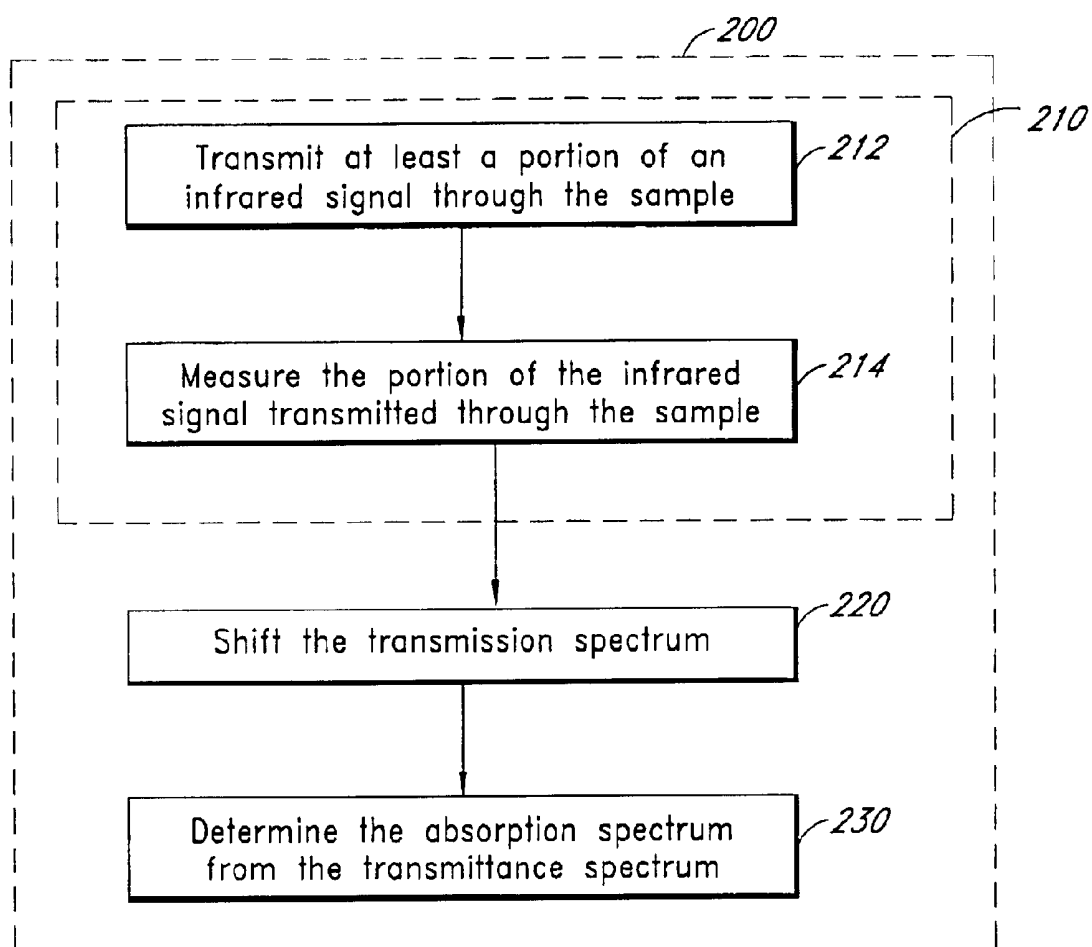 200
210
Transmit at least a portion of an
infrared signal through the sample
212
Measure the portion of the infrared
signal transmitted through the sample
214
Shift the transmission spectrum
220
Determine the absorption spectrum
from the transmittance spectrum
230